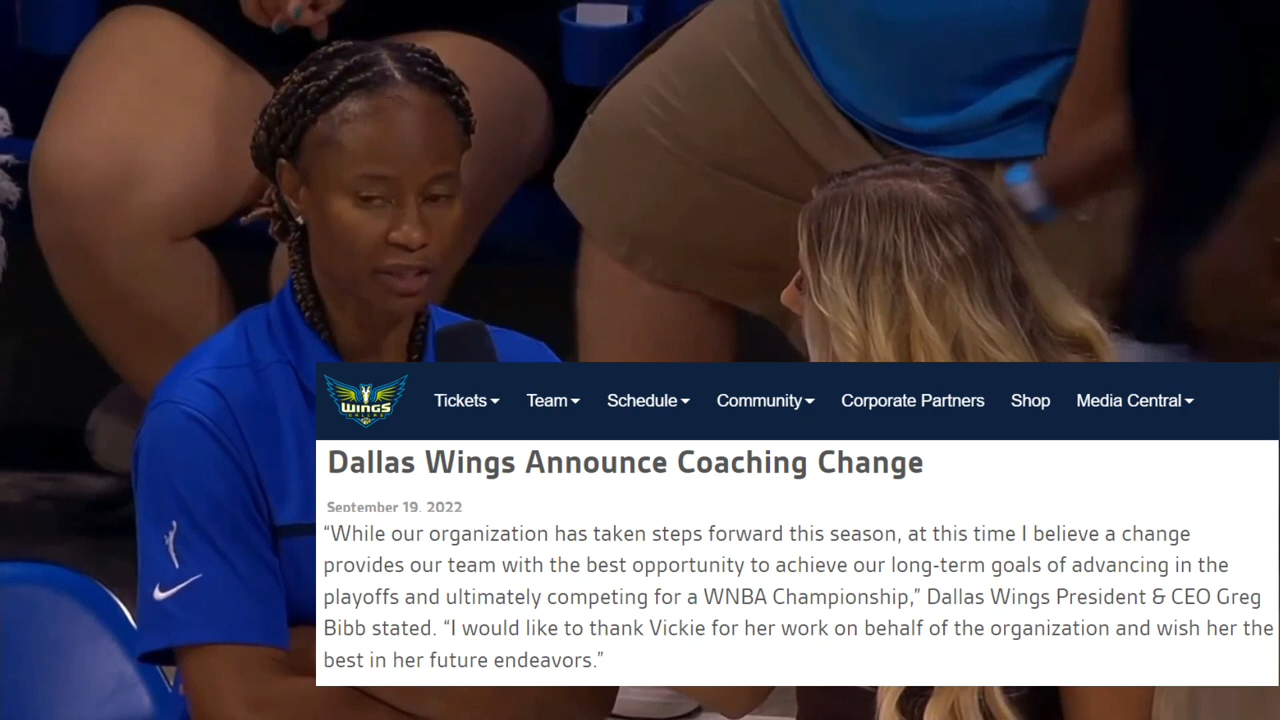 WINGS
DALLAS
Tickets Team Schedule Community Corporate Partners Shop Media Central
Dallas Wings Announce Coaching Change
September 19, 2022
“While our organization has taken steps forward this season, at this time I believe a change
provides our team with the best opportunity to achieve our long-term goals of advancing in the
playoffs and ultimately competing for a WNBA Championship,” Dallas Wings President & CEO Greg
Bibb stated. “I would like to thank Vickie for her work on behalf of the organization and wish her the
best in her future endeavors.”